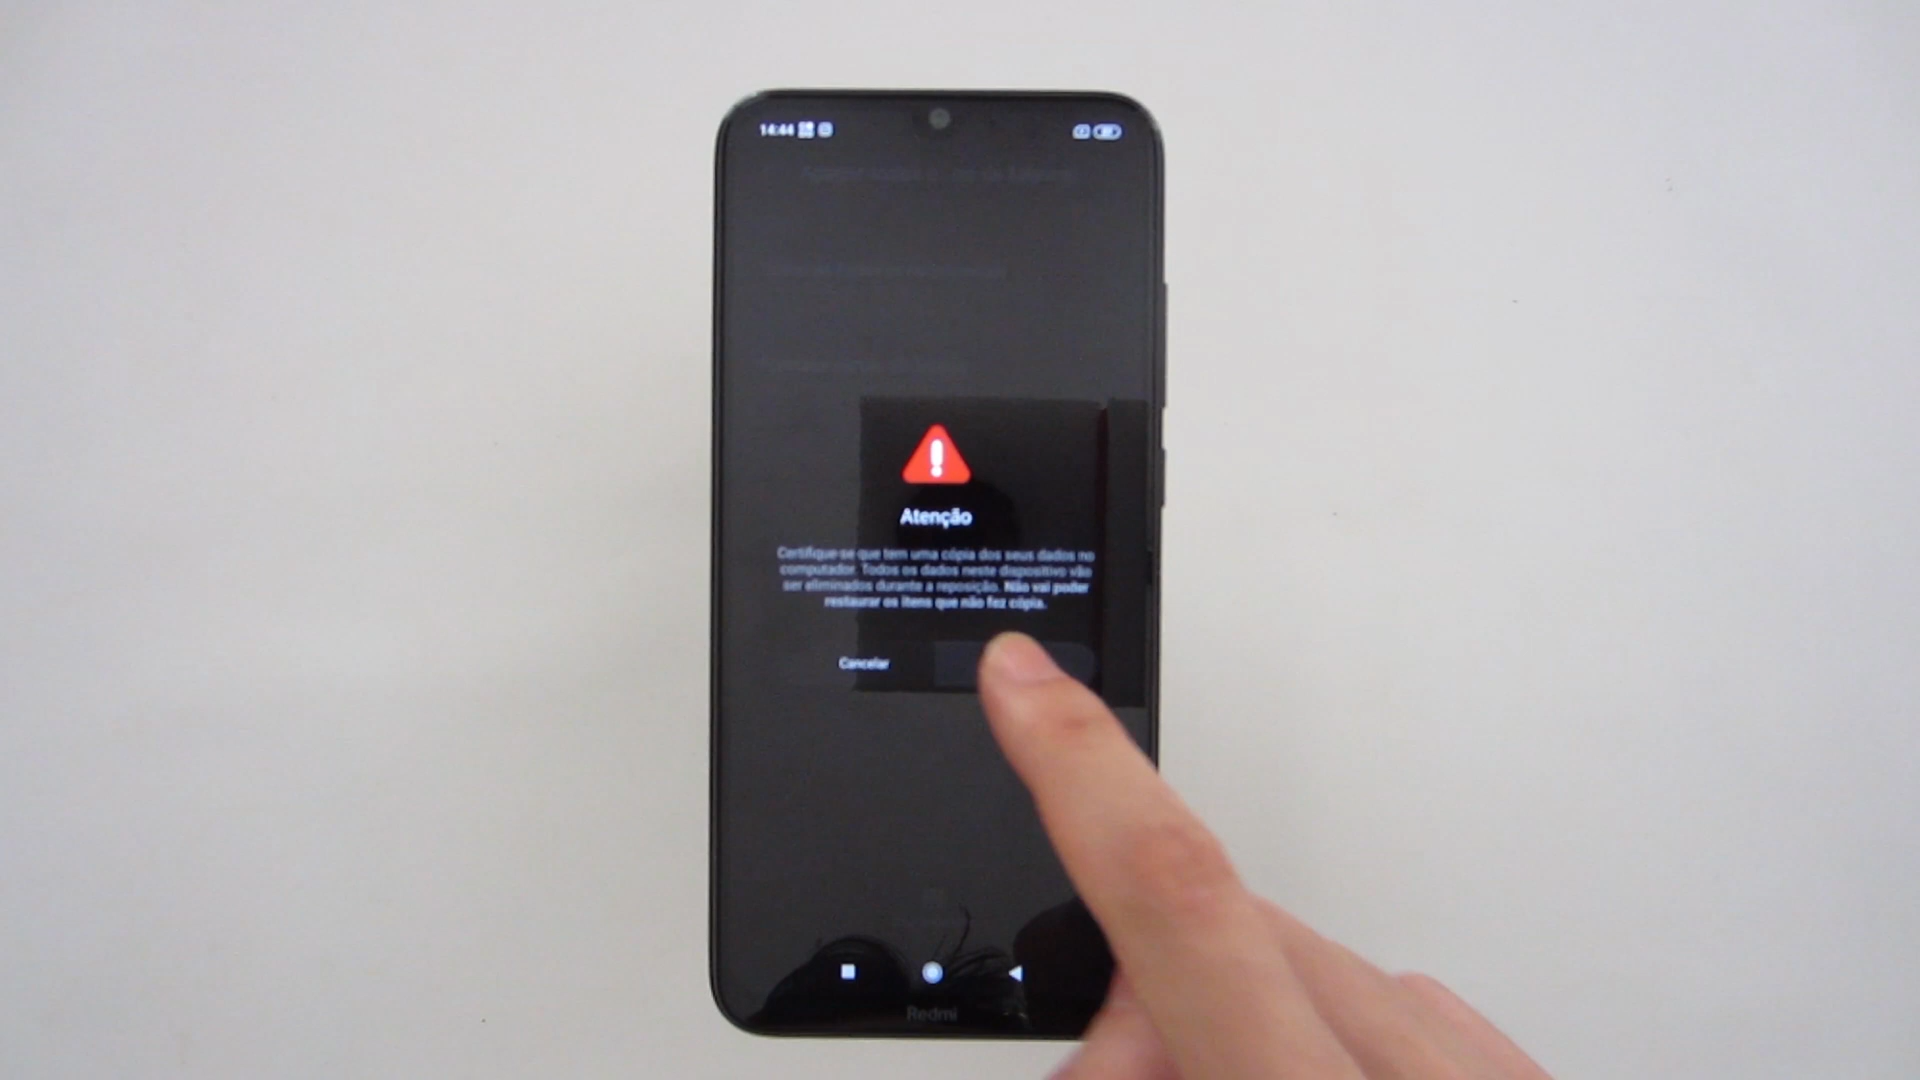 14:44
Atenção
Certifique-se que tem uma cópia dos seus dados no
computador. Todos os dados neste dispositivo vão
ser eliminados durante a reposição. Não vai poder
restaurar os itens que não fez cópia.
Cancelar
Redmi